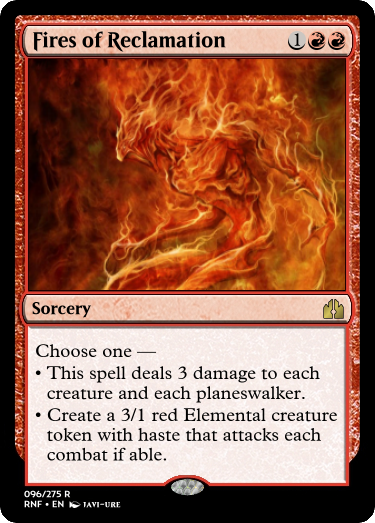 Fires of Reclamation 1
Sorcery
Choose one —
• This spell deals 3 damage to each
creature and each planeswalker.
• Create a 3/1 red Elemental creature
token with haste that attacks each
combat if able.
096/275 R
RNF • EN JAVI-URE